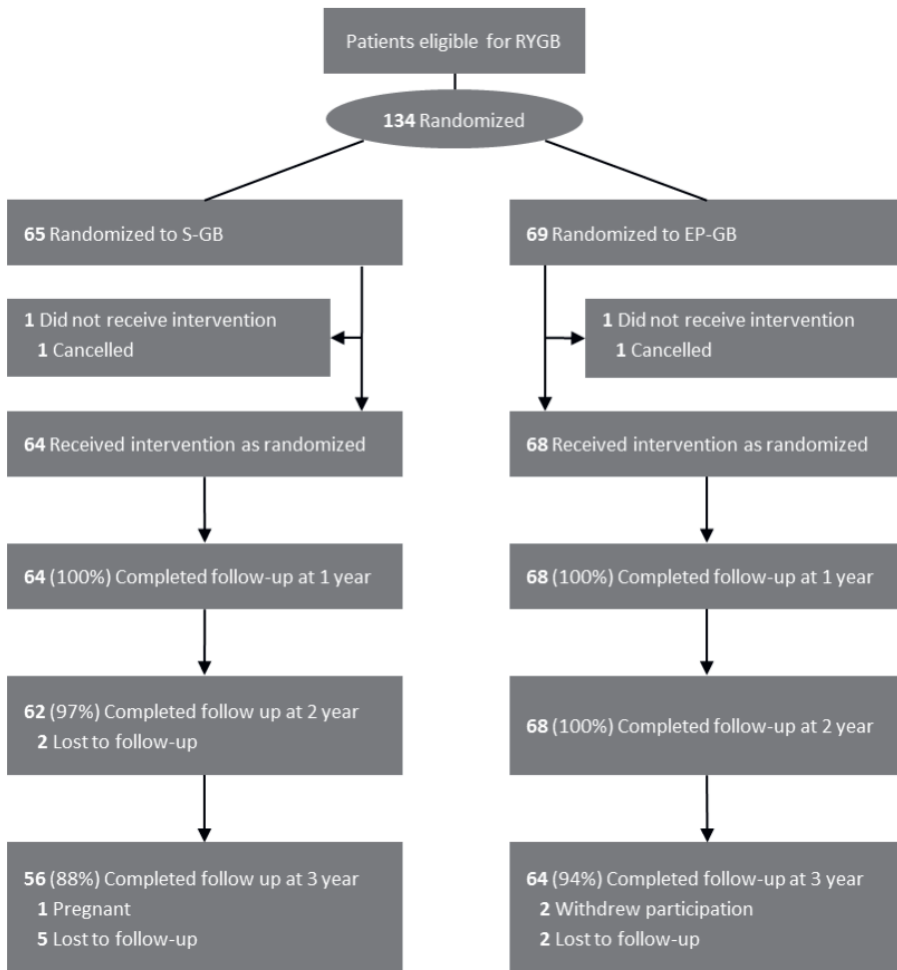 Patients eligible for RYGB
134 Randomized
65 Randomized to S-GB
69 Randomized to EP-GB
1 Did not receive intervention
1 Cancelled
1 Did not receive intervention
1 Cancelled
64 Received intervention as randomized
68 Received intervention as randomized
64 (100%) Completed follow-up at 1 year
68 (100%) Completed follow-up at 1 year
62 (97%) Completed follow up at 2 year
2 Lost to follow-up
68 (100%) Completed follow-up at 2 year
56 (88%) Completed follow up at 3 year
1 Pregnant
5 Lost to follow-up
64 (94%) Completed follow-up at 3 year
2 Withdrew participation
2 Lost to follow-up